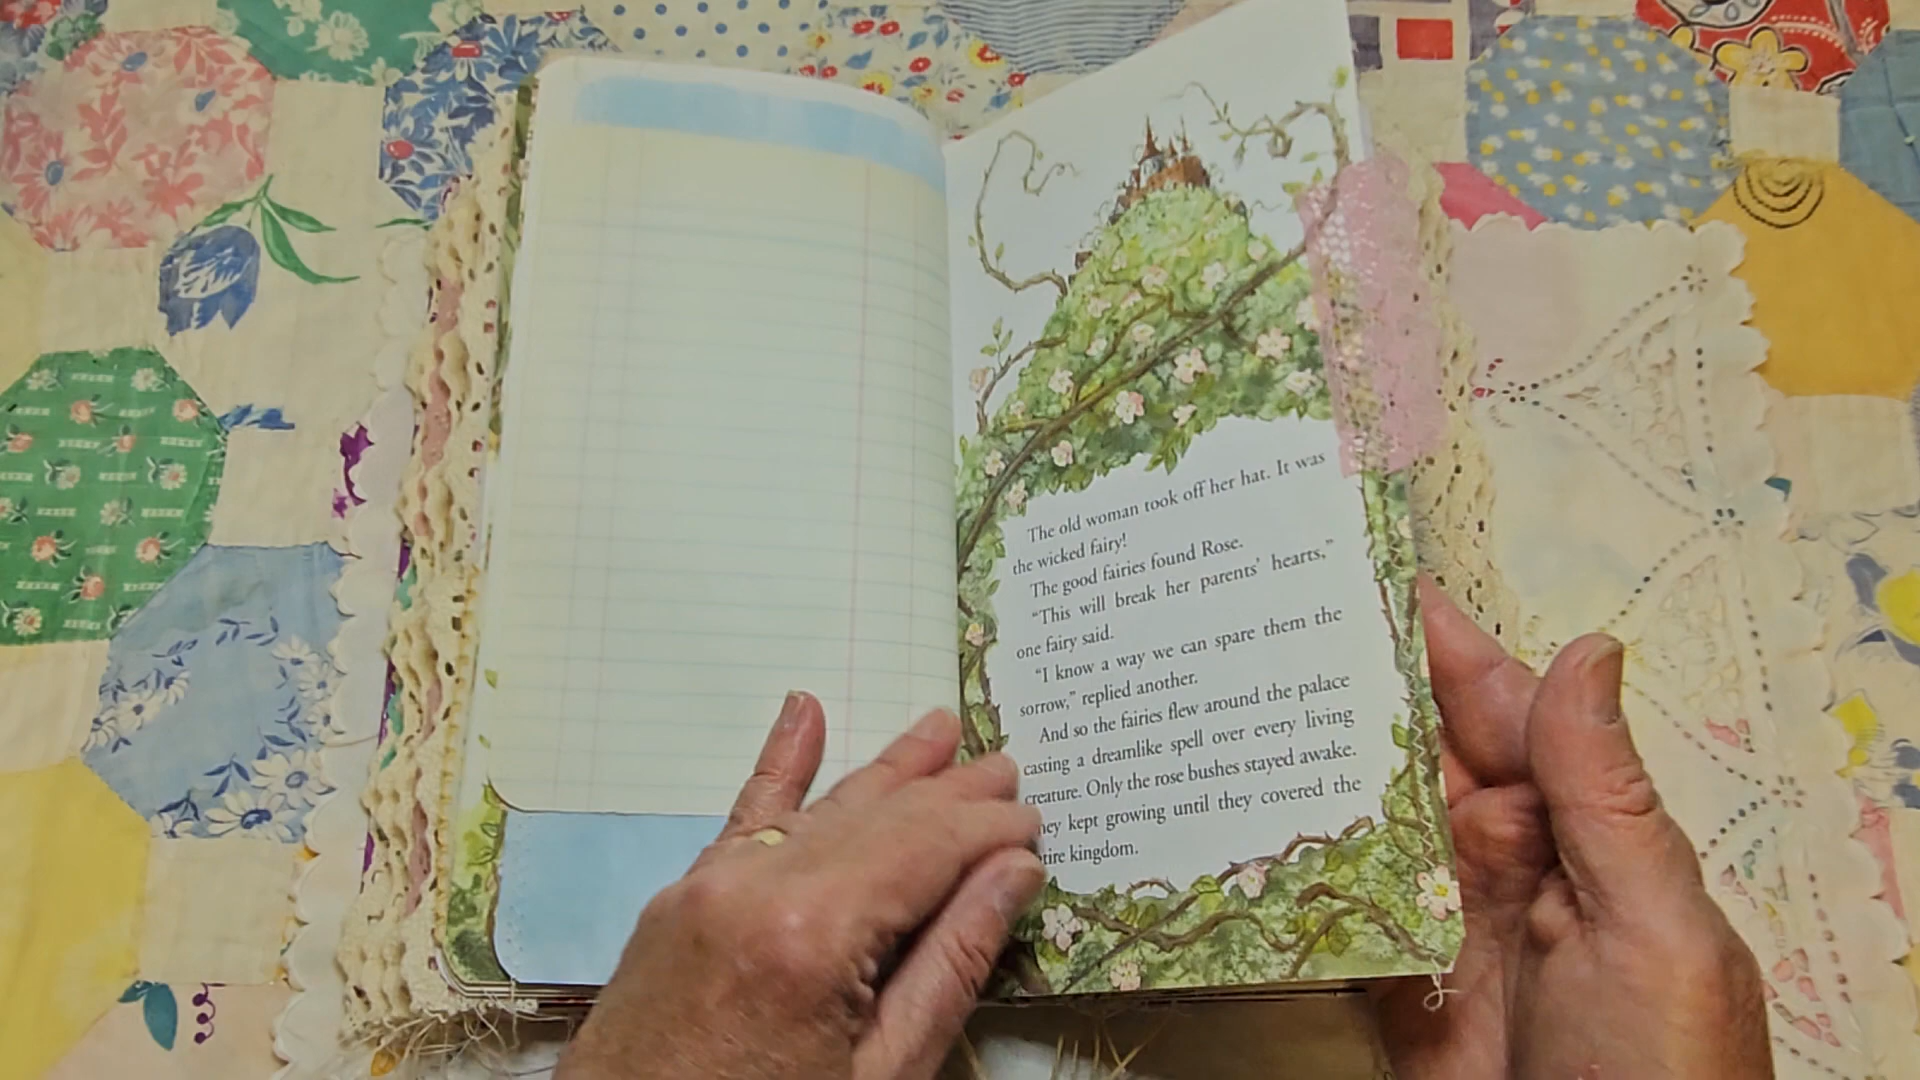 The old woman took off her hat. It was
the wicked fairy!
The good fairies found Rose.
“This will break her parents’ hearts,”
one fairy said.
“I know a way we can spare them the
sorrow,” replied another.
And so the fairies flew around the palace
casting a dreamlike spell over every living
creature. Only the rose bushes stayed awake.
kept growing until they covered the
kingdom.